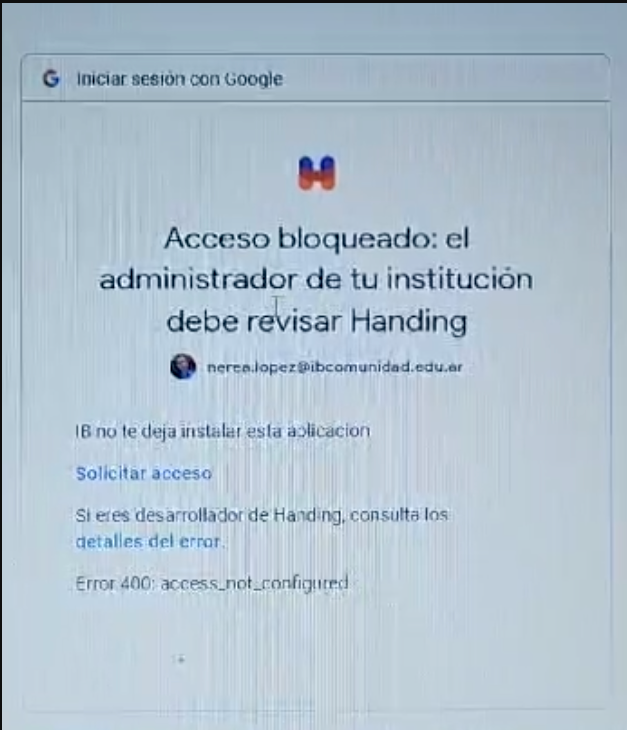 Iniciar sesión con Google
Acceso bloqueado: el
administrador de tu institución
debe revisar Handing
nerea.lopez@ibcomunidad.edu.ar
IB no te deja instalar esta aplicacion
Solicitar acceso
Si eres desarrollador de Handing, consulta los
detalles del error.
Error 400: access_not_configured